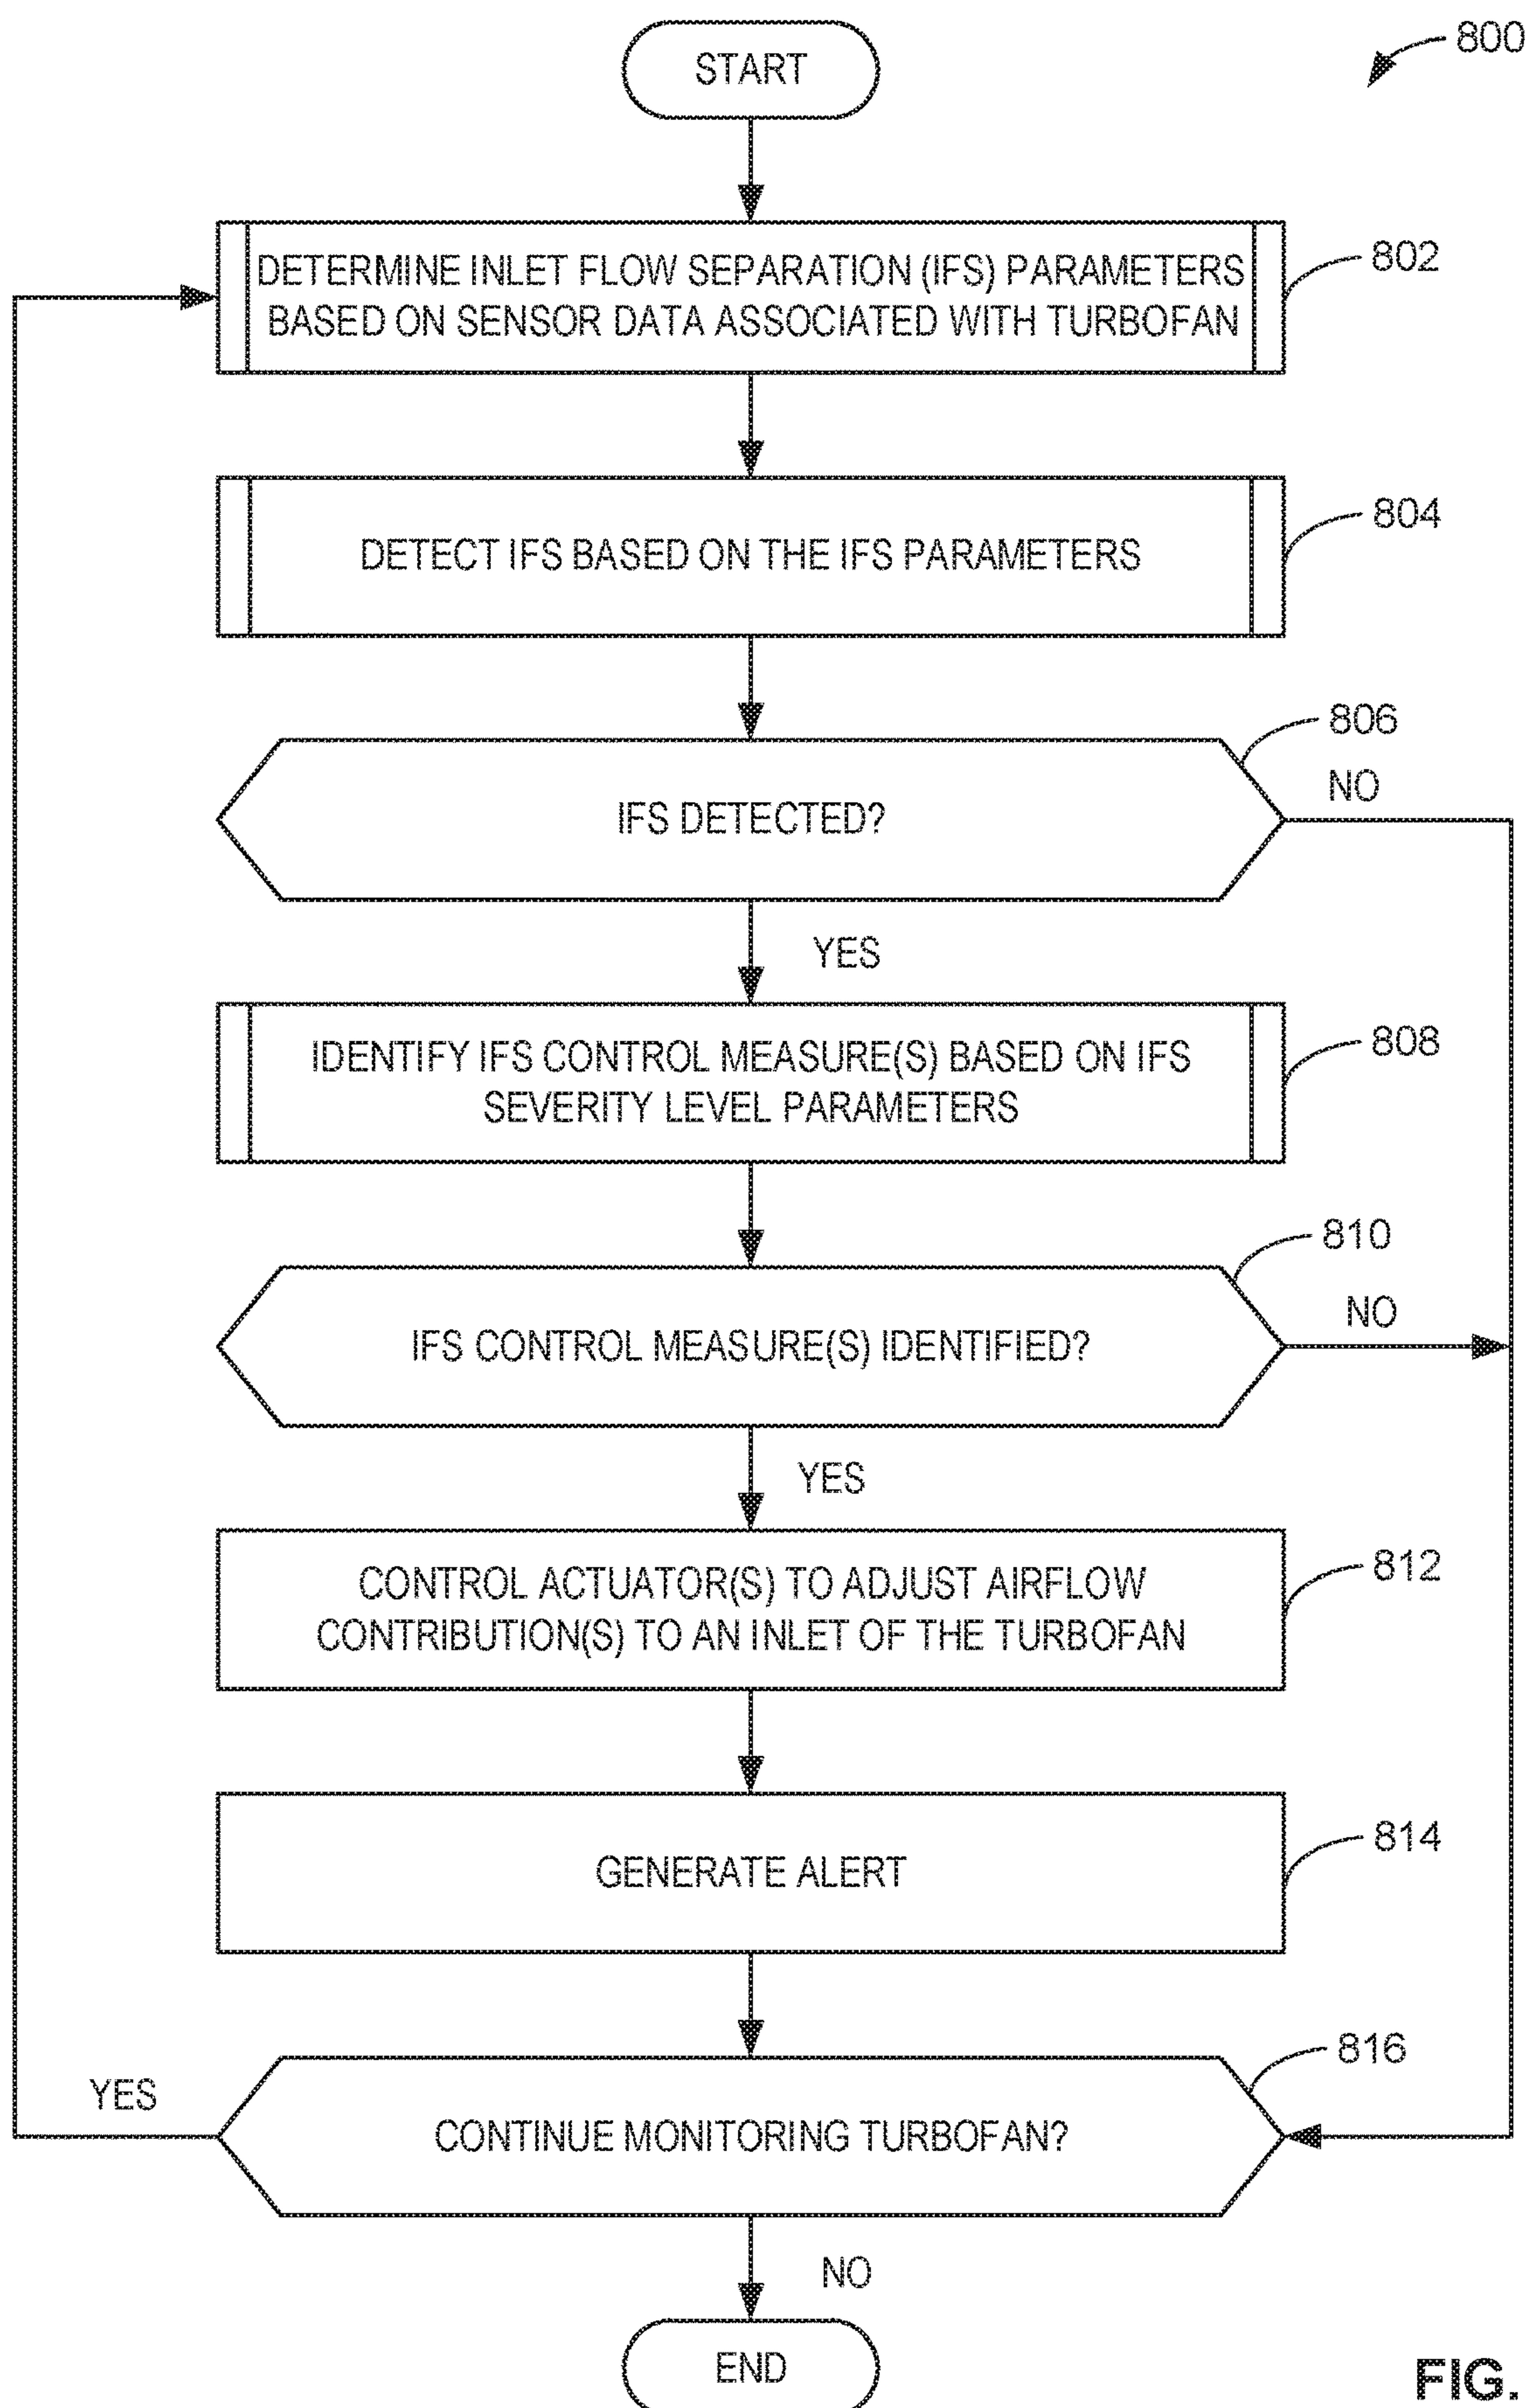 800
START
DETERMINE INLET FLOW SEPARATION (IFS) PARAMETERS
BASED ON SENSOR DATA ASSOCIATED WITH TURBOFAN
802
DETECT IFS BASED ON THE IFS PARAMETERS
804
806
NO
IFS DETECTED?
YES
IDENTIFY IFS CONTROL MEASURE(S) BASED ON IFS
SEVERITY LEVEL PARAMETERS
808
810
NO
IFS CONTROL MEASURE(S) IDENTIFIED?
YES
CONTROL ACTUATOR(S) TO ADJUST AIRFLOW
CONTRIBUTION(S) TO AN INLET OF THE TURBOFAN
812
GENERATE ALERT
814
816
YES
CONTINUE MONITORING TURBOFAN?
NO
END
FIG.